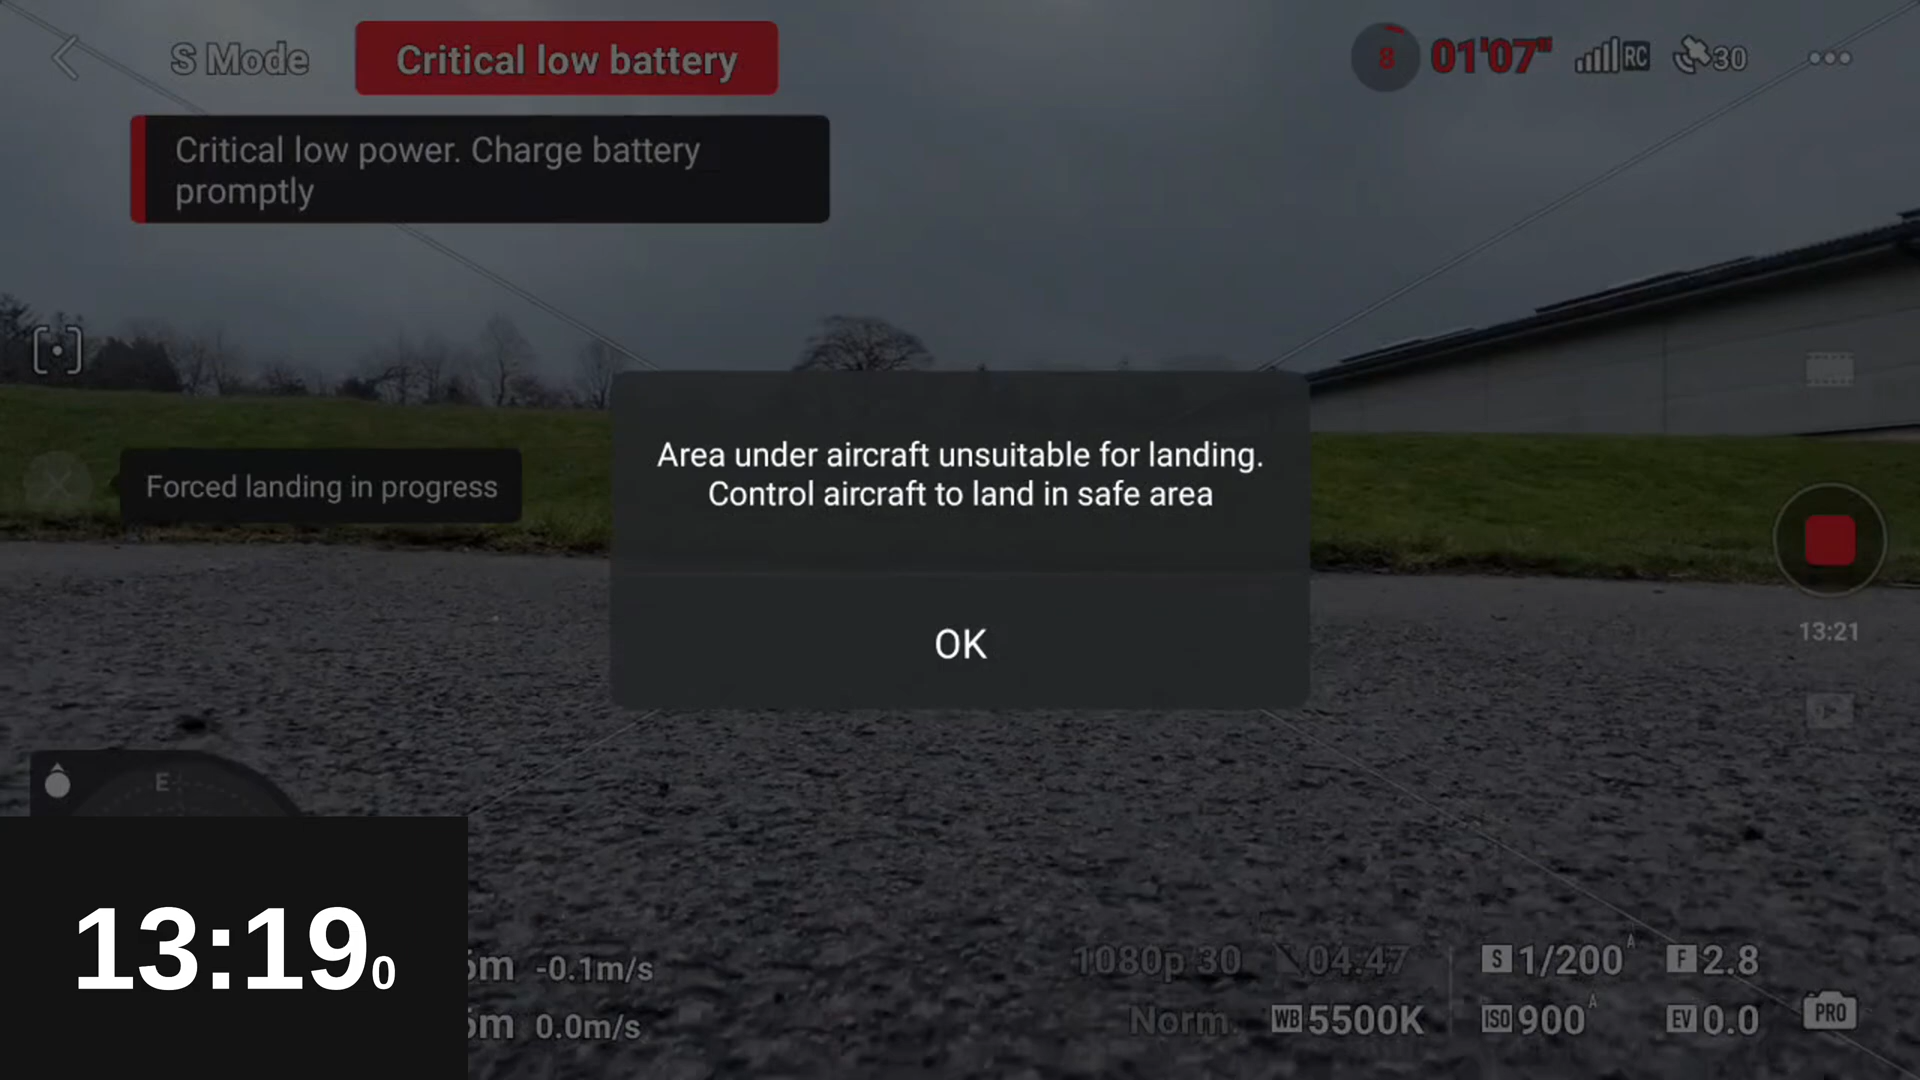 S Mode
Critical low battery
8
01'07"
RC
30
Critical low power. Charge battery
promptly
Area under aircraft unsuitable for landing.
Control aircraft to land in safe area
Forced landing in progress
OK
13:21
E
13:190
m -0.1m/s
m 0.0m/s
1080p 30
04:47
S 1/200 A
F 2.8
Norm.
WB 5500K
ISO 900 A
EV 0.0
PRO